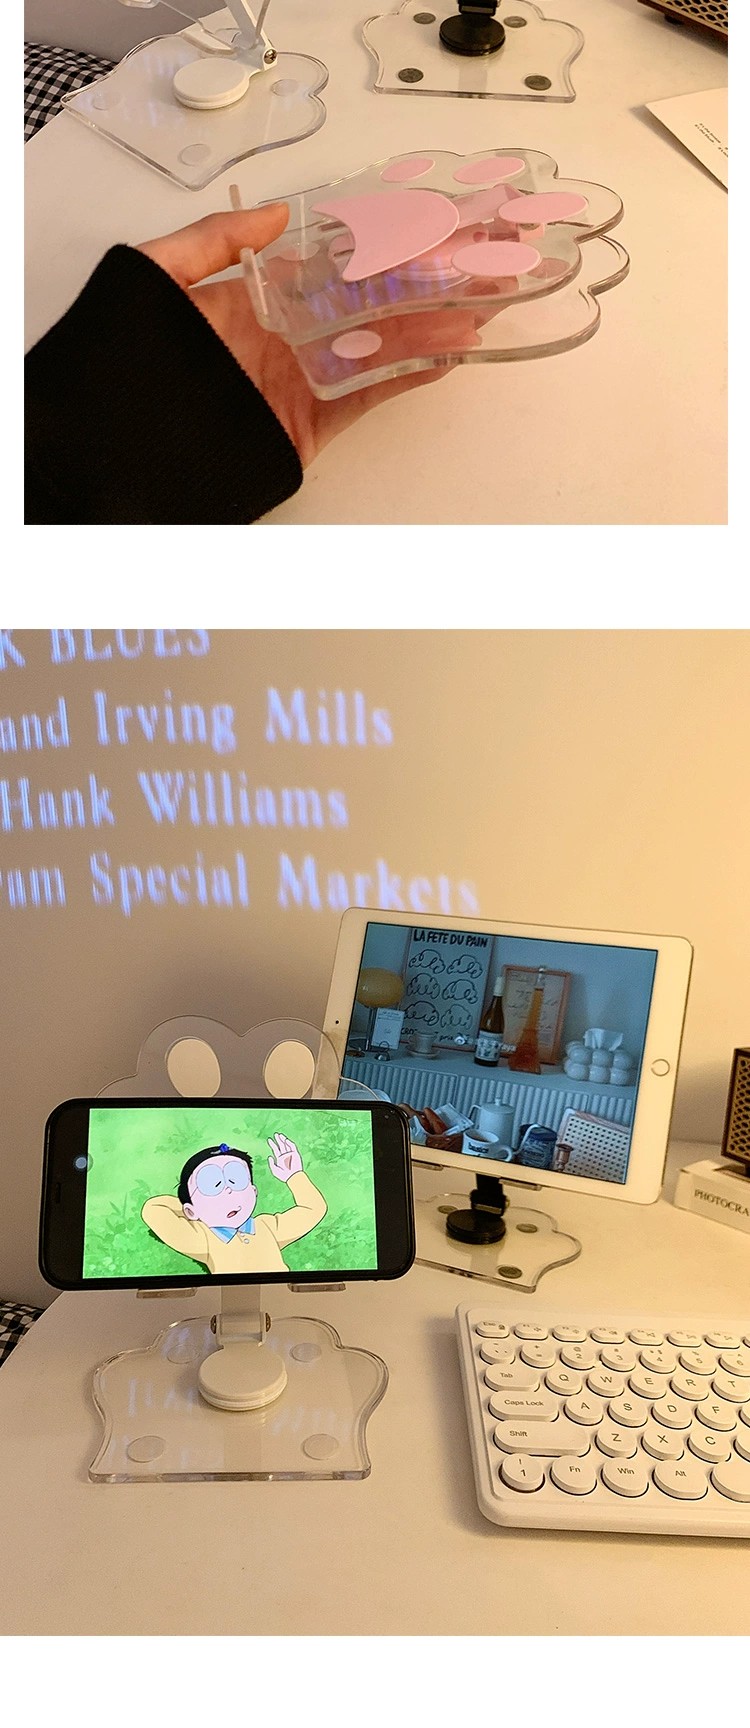 K BLUES
and Irving Mills
Hank Williams
Special Markets
LA FETE DU PAIN
PHOTOCRA
Tab
Q
W
E
R
T
Caps Lock
A
S
D
F
Shift
Z
X
C
!
1
Fn
Win
Alt